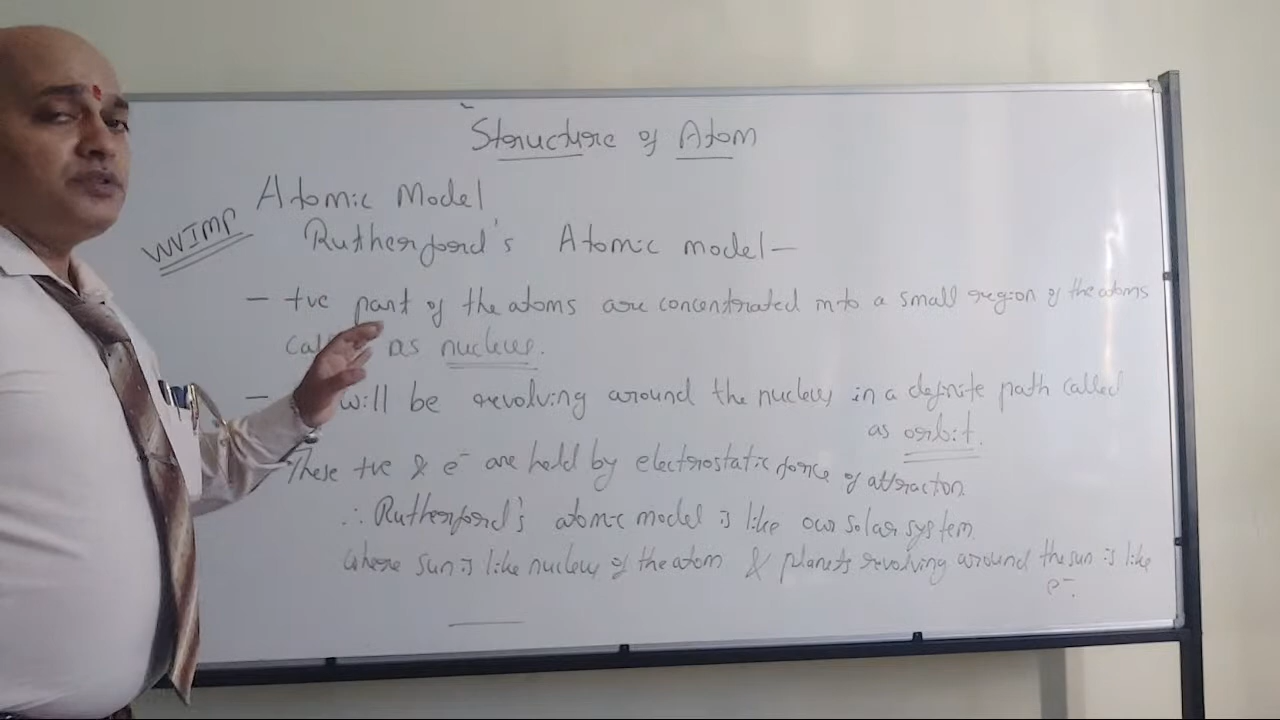 Structure of Atom
Atomic Model
VVVIMP
Rutherford's Atomic model—
— +ve part of the atoms are concentrated into a small region of the atoms
as nucleus.
— will be revolving around the nucleus in a definite path called
as orbit.
These +ve & e⁻ are held by electrostatic force of attraction
∴ Rutherford's atomic model is like our solar system
where sun is like nucleus of the atom & planets revolving around the sun is like
e⁻.